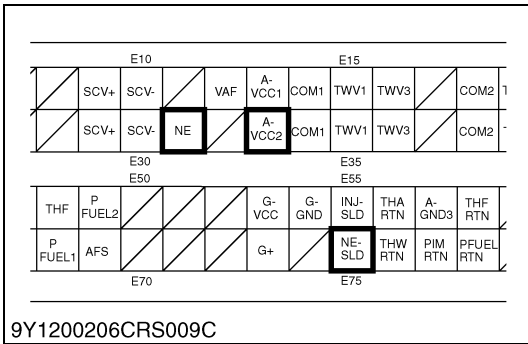 E10 E15
SCV+ SCV- VAF A-VCC1 COM1 TWV1 TWV3 COM2
SCV+ SCV- NE A-VCC2 COM1 TWV1 TWV3 COM2
E30 E35
E50 E55
THF P FUEL2 G-VCC G-GND INJ-SLD THA RTN A-GND3 THF RTN
P FUEL1 AFS G+ NE-SLD THW RTN PIM RTN PFUEL RTN
E70 E75
9Y1200206CRS009C